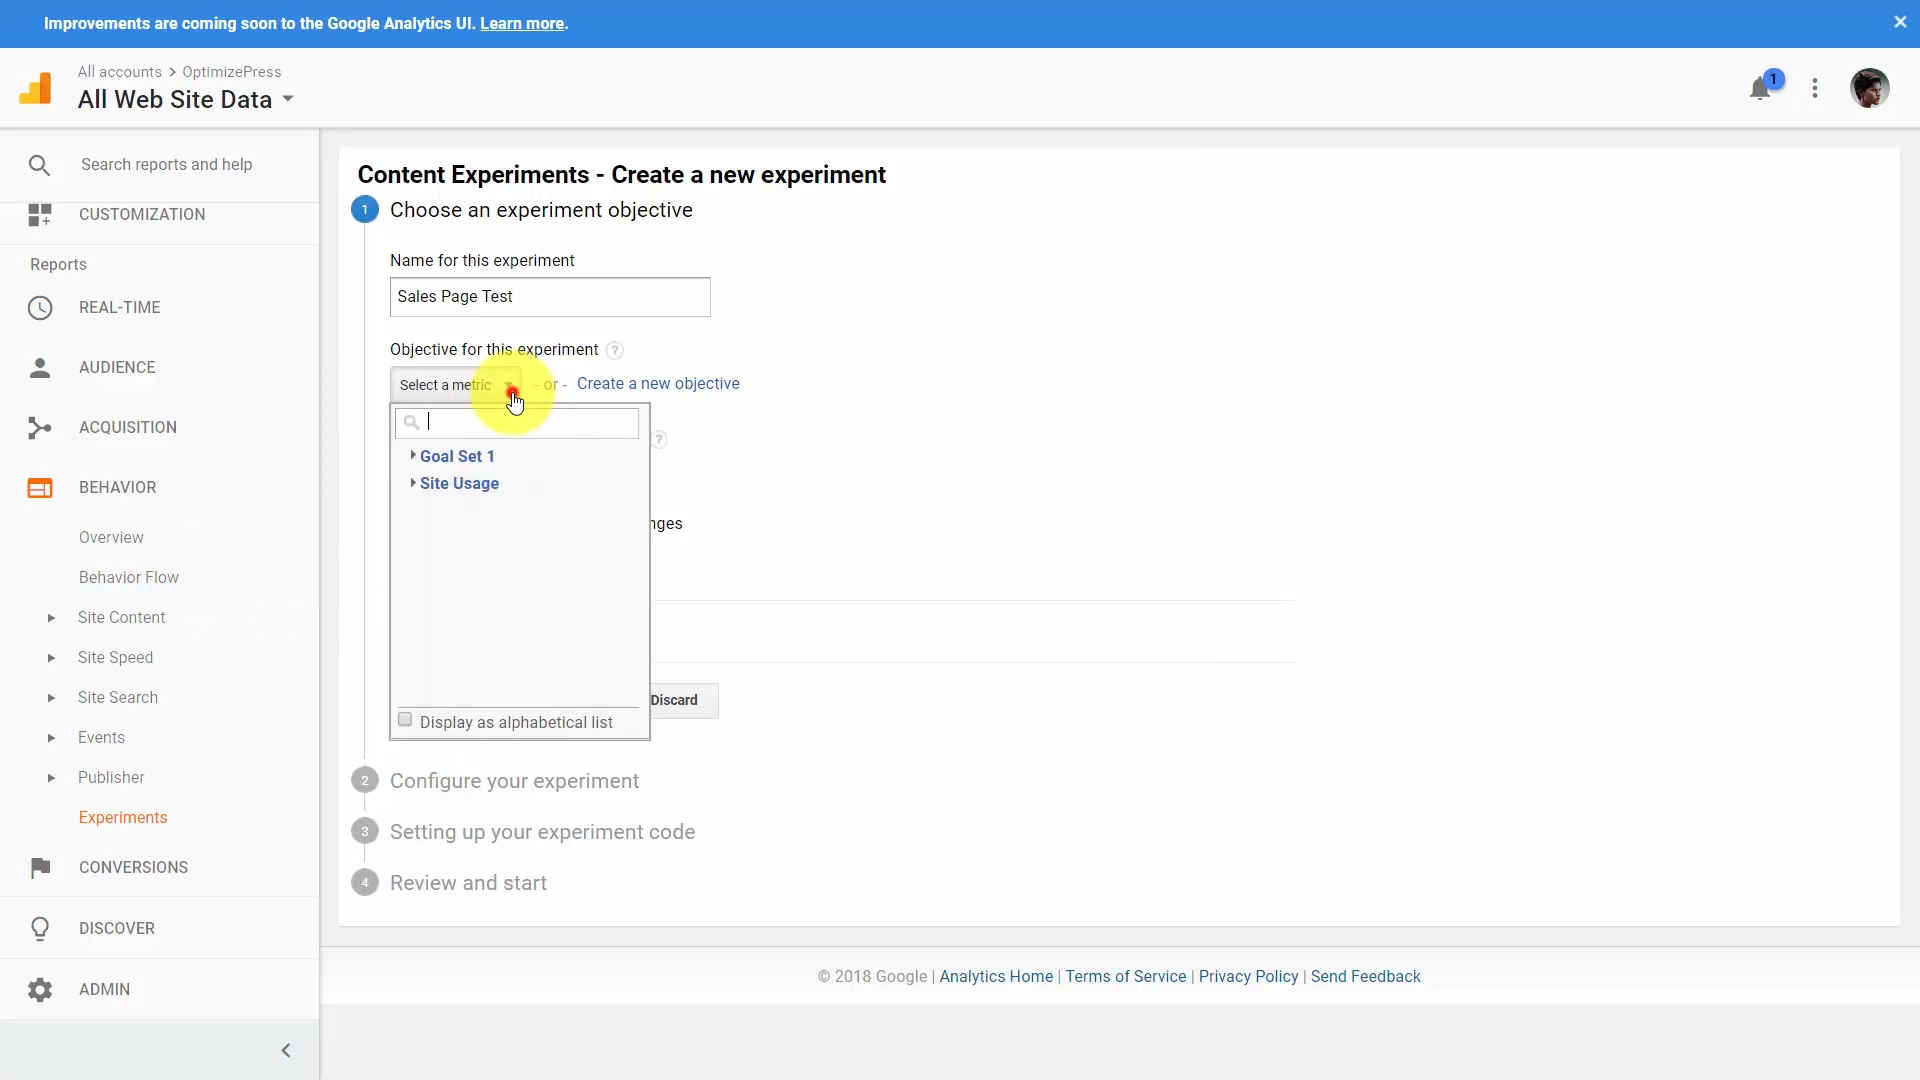 Improvements are coming soon to the Google Analytics UI. Learn more.
All accounts > OptimizePress
All Web Site Data
1
Search reports and help
CUSTOMIZATION
Reports
REAL-TIME
AUDIENCE
ACQUISITION
BEHAVIOR
Overview
Behavior Flow
Site Content
Site Speed
Site Search
Events
Publisher
Experiments
CONVERSIONS
DISCOVER
ADMIN
Content Experiments - Create a new experiment
1 Choose an experiment objective
Name for this experiment
Sales Page Test
Objective for this experiment ?
Select a metric - or - Create a new objective
?
Goal Set 1
Site Usage
nges
Discard
Display as alphabetical list
2 Configure your experiment
3 Setting up your experiment code
4 Review and start
© 2018 Google | Analytics Home | Terms of Service | Privacy Policy | Send Feedback